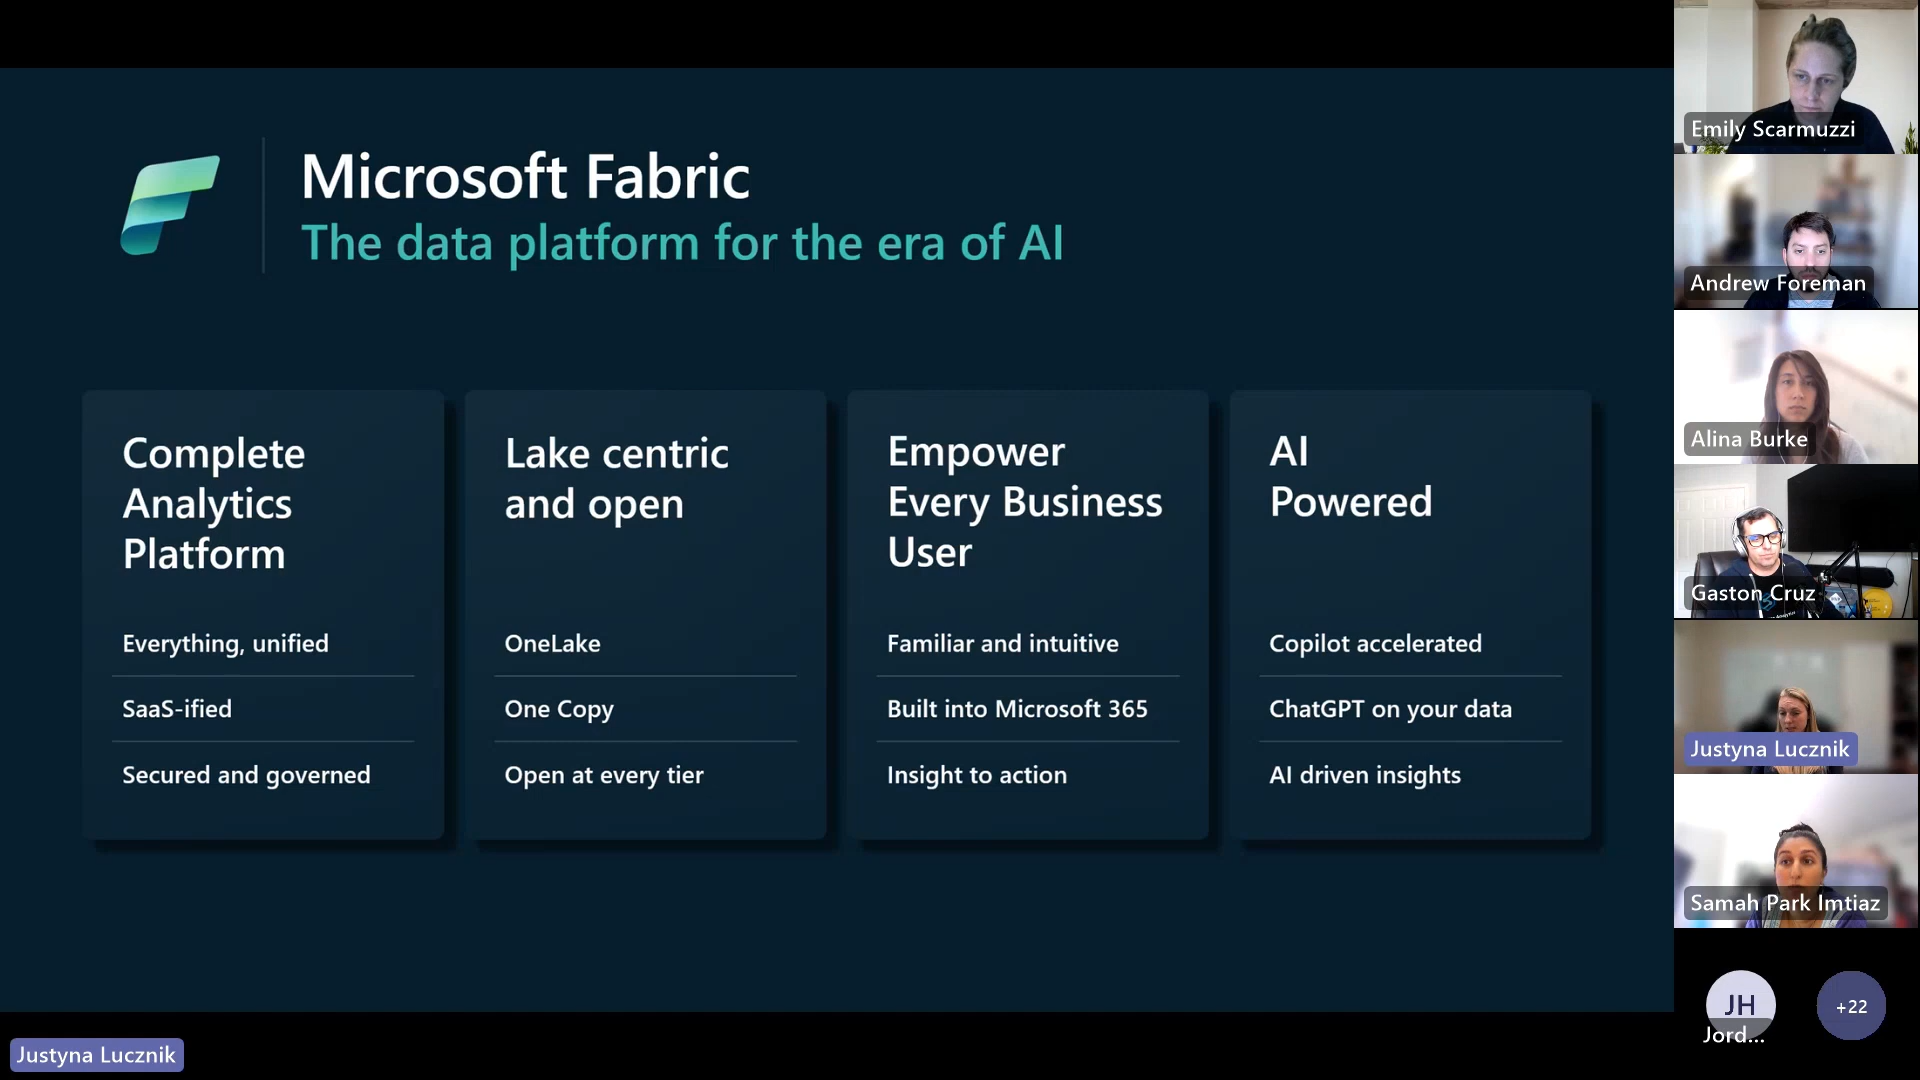 Microsoft Fabric
The data platform for the era of AI
Complete
Analytics
Platform
Everything, unified
SaaS-ified
Secured and governed
Lake centric
and open
OneLake
One Copy
Open at every tier
Empower
Every Business
User
Familiar and intuitive
Built into Microsoft 365
Insight to action
AI
Powered
Copilot accelerated
ChatGPT on your data
AI driven insights
Emily Scarmuzzi
Andrew Foreman
Alina Burke
Gaston Cruz
Justyna Lucznik
Samah Park Imtiaz
JH
Jord...
+22
Justyna Lucznik